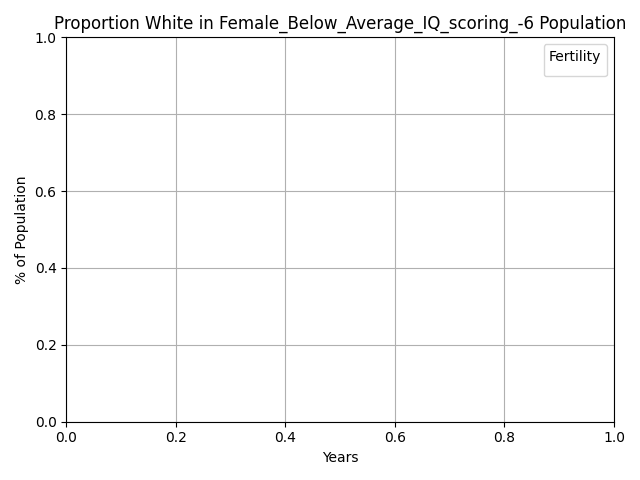 Proportion White in Female_Below_Average_IQ_scoring_-6 Population
Fertility
% of Population
1.0
0.8
0.6
0.4
0.2
0.0
0.0 0.2 0.4 0.6 0.8 1.0
Years